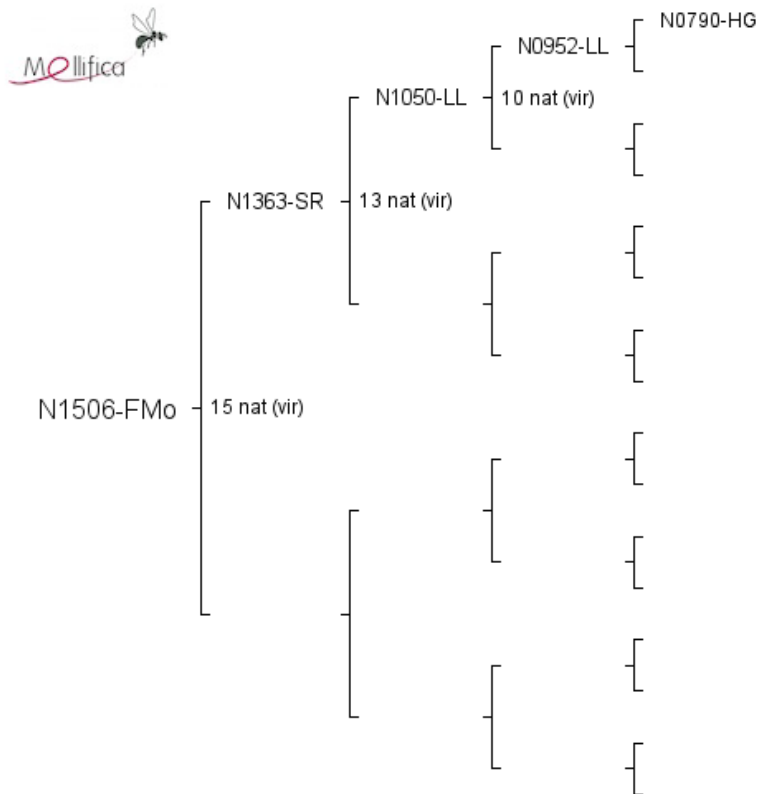 Mellifica
N0790-HG
N0952-LL
N1050-LL
10 nat (vir)
N1363-SR
13 nat (vir)
N1506-FMo
15 nat (vir)